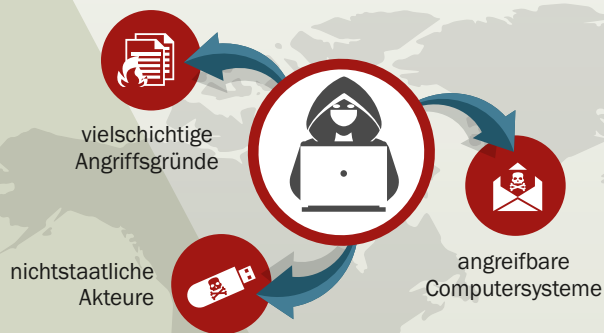 vielschichtige
Angriffsgründe
nichtstaatliche
Akteure
angreifbare
Computersysteme